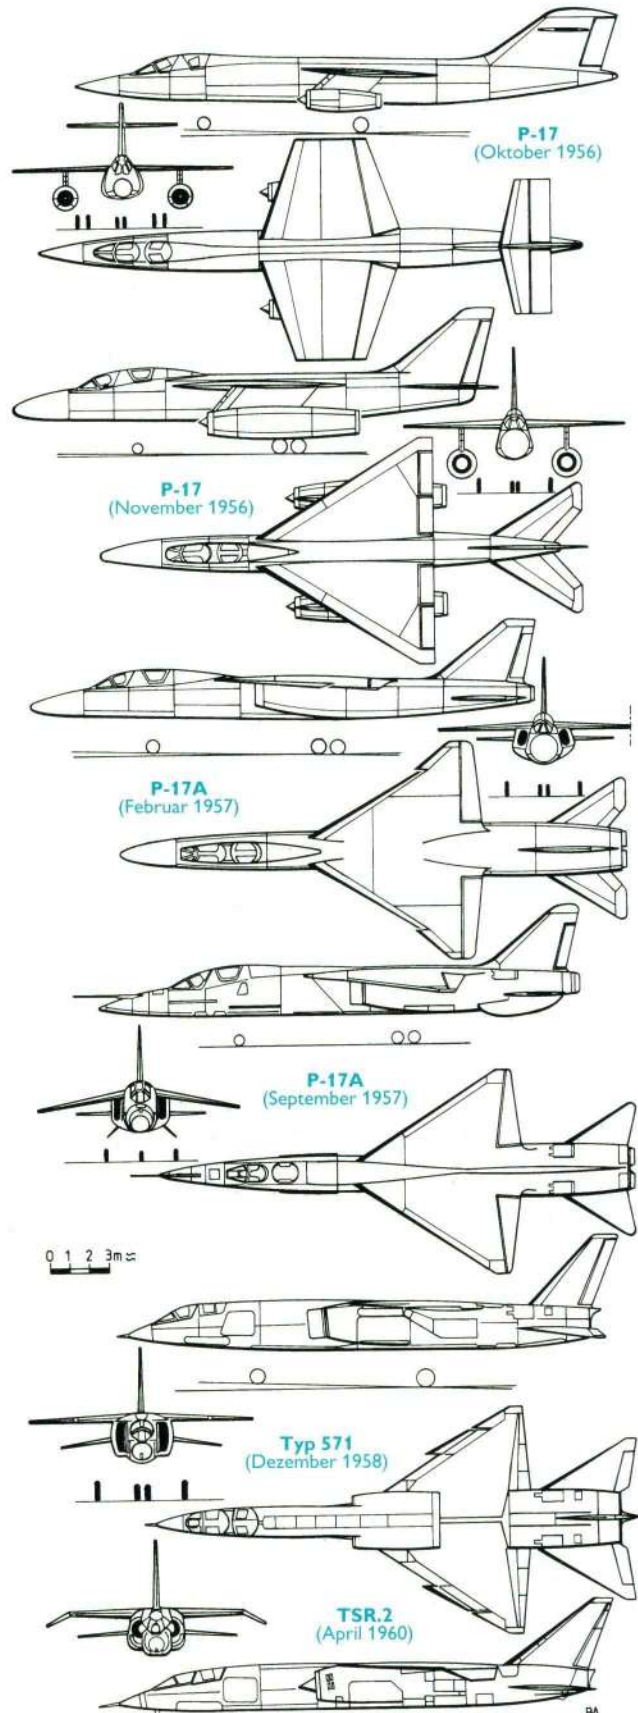 P-17
(Oktober 1956)
P-17
(November 1956)
P-17A
(Februar 1957)
P-17A
(September 1957)
0 1 2 3m≈
Typ 571
(Dezember 1958)
TSR.2
(April 1960)